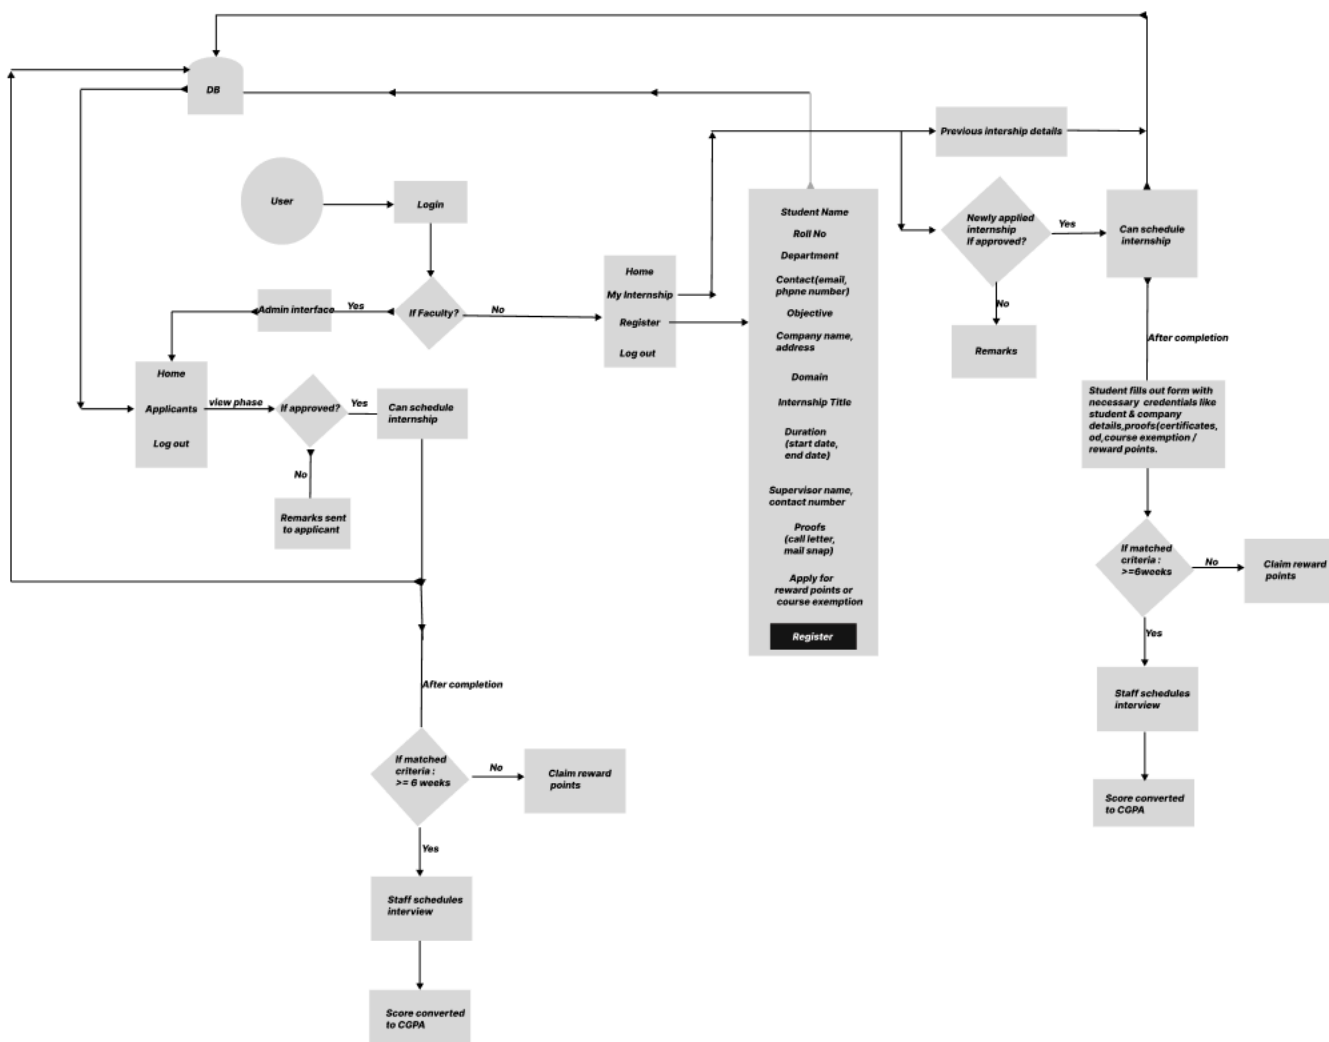 DB
User
Login
If Faculty?
Yes
No
Admin interface
Home
Applicants
Log out
view phase
If approved?
Yes
Can schedule
internship
No
Remarks sent
to applicant
After completion
If matched
criteria :
>= 6 weeks
No
Claim reward
points
Yes
Staff schedules
interview
Score converted
to CGPA
Home
My Internship
Register
Log out
Student Name
Roll No
Department
Contact(email,
phpne number)
Objective
Company name,
address
Domain
Internship Title
Duration
(start date,
end date)
Supervisor name,
contact number
Proofs
(call letter,
mail snap)
Apply for
reward points or
course exemption
Register
Previous intership details
Newly applied
internship
If approved?
Yes
Can schedule
internship
No
Remarks
After completion
Student fills out form with
necessary credentials like
student & company
details,proofs(certificates,
od,course exemption /
reward points.
If matched
criteria :
>=6weeks
No
Claim reward
points
Yes
Staff schedules
interview
Score converted
to CGPA